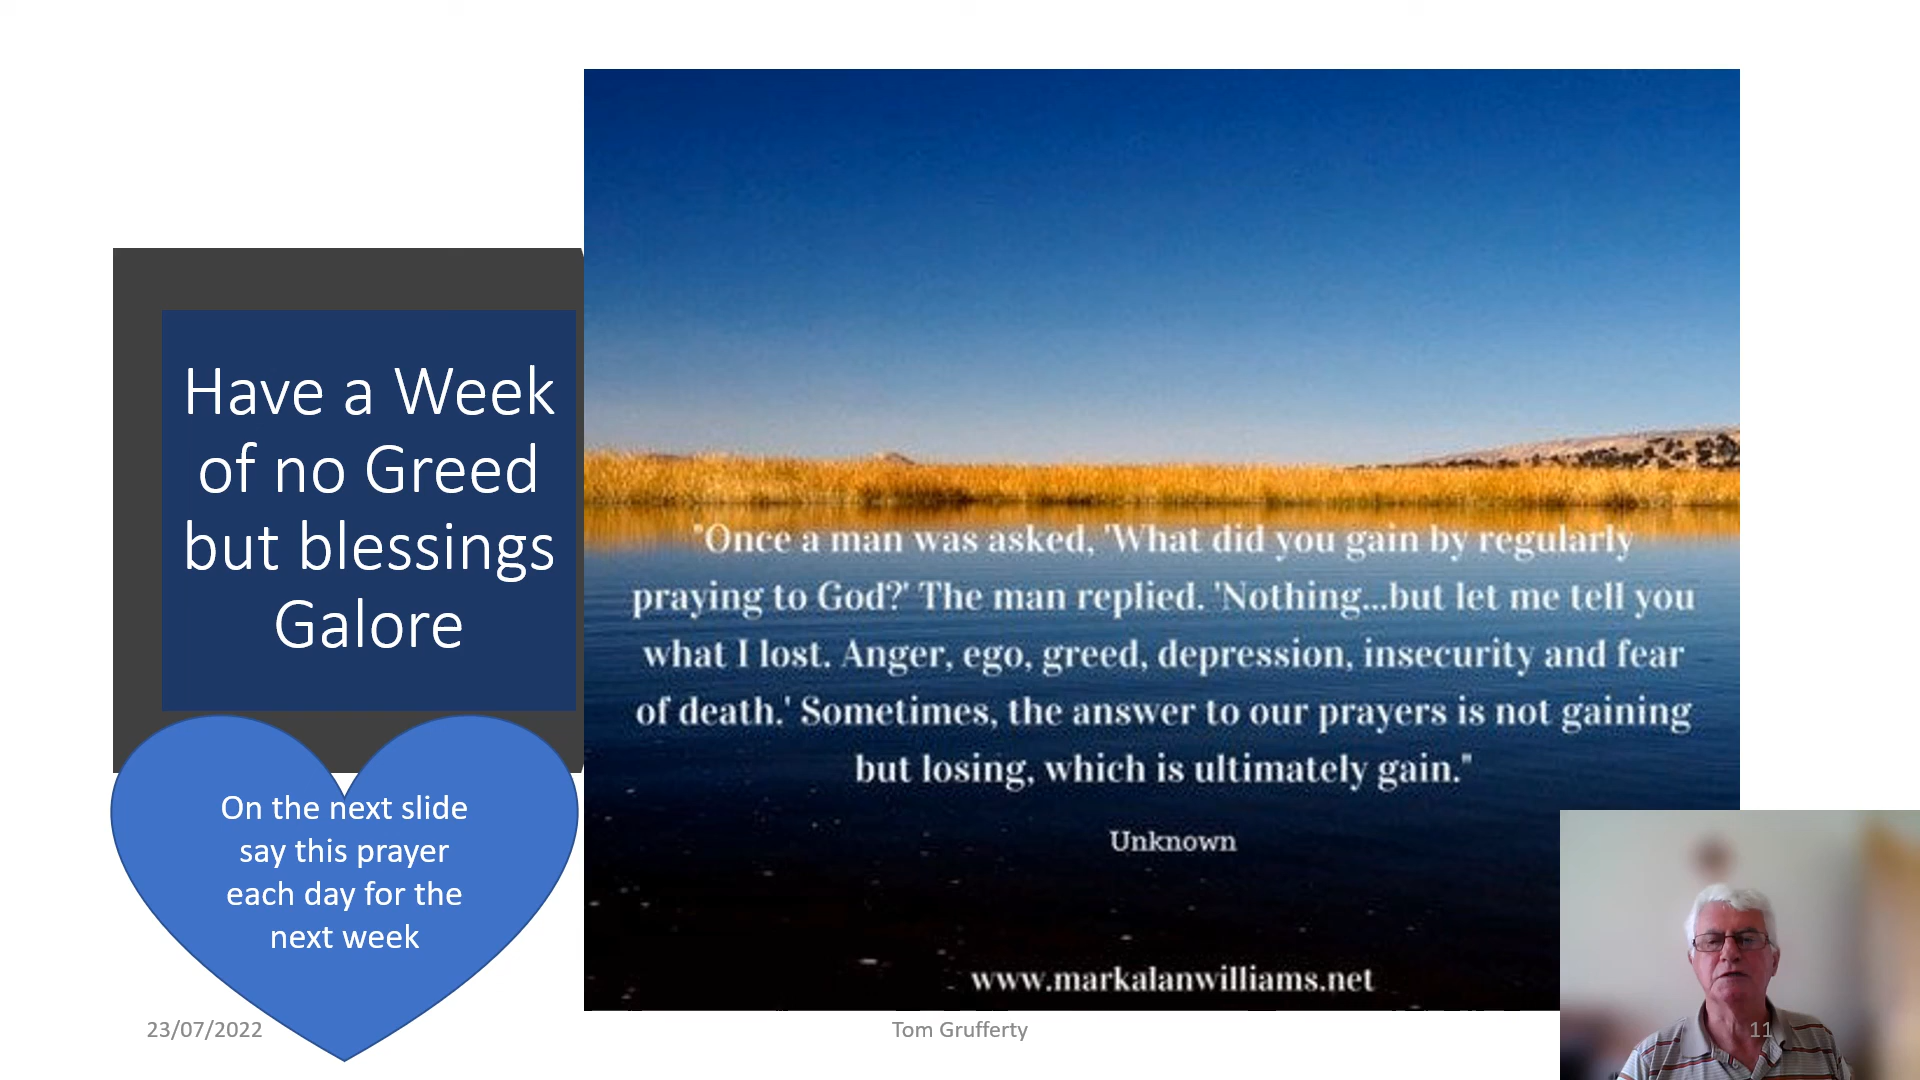 Have a Week
of no Greed
but blessings
Galore
On the next slide
say this prayer
each day for the
next week
"Once a man was asked, 'What did you gain by regularly
praying to God?' The man replied. 'Nothing...but let me tell you
what I lost. Anger, ego, greed, depression, insecurity and fear
of death.' Sometimes, the answer to our prayers is not gaining
but losing, which is ultimately gain."
Unknown
www.markalanwilliams.net
23/07/2022
Tom Grufferty
11